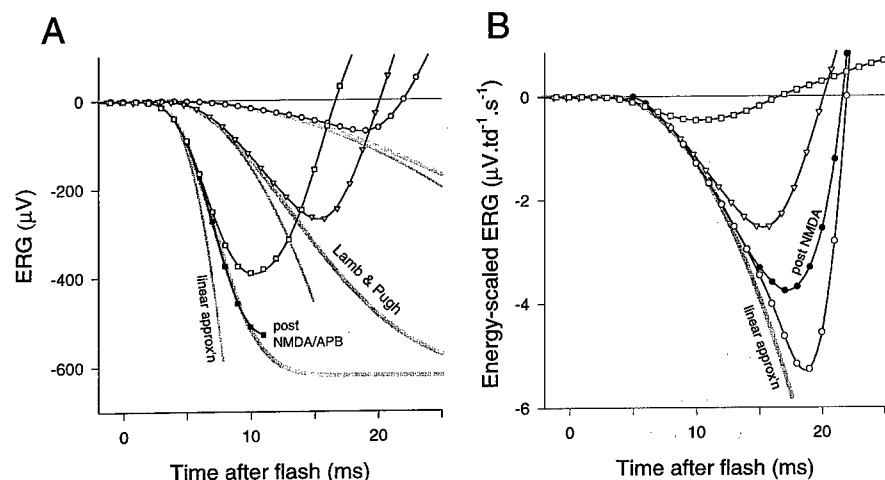 A
0
-200
-400
-600
ERG (μV)
0
10
20
Time after flash (ms)
linear approx'n
post
NMDA/APB
Lamb & Pugh
B
0
-2
-4
-6
Energy-scaled ERG (μV.td⁻¹.s⁻¹)
0
10
20
Time after flash (ms)
post NMDA
linear approx'n